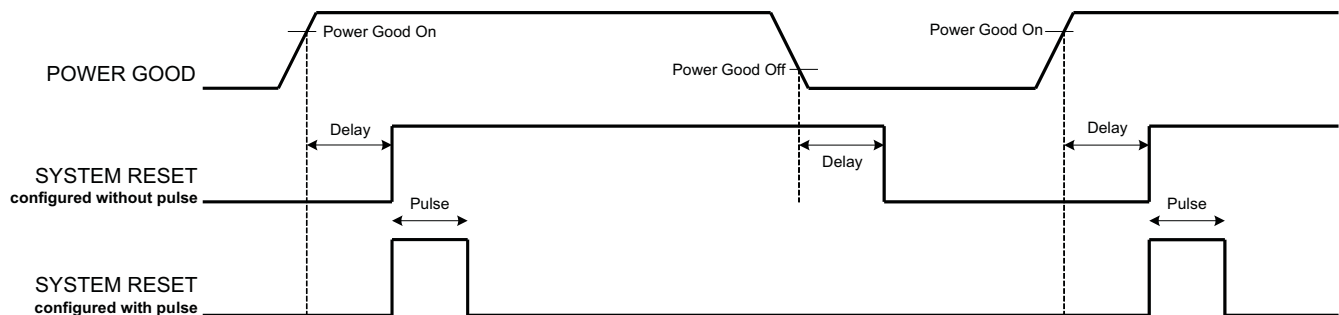 Power Good On
Power Good On
POWER GOOD
Power Good Off
Delay
Delay
Delay
SYSTEM RESET
configured without pulse
Pulse
Pulse
SYSTEM RESET
configured with pulse